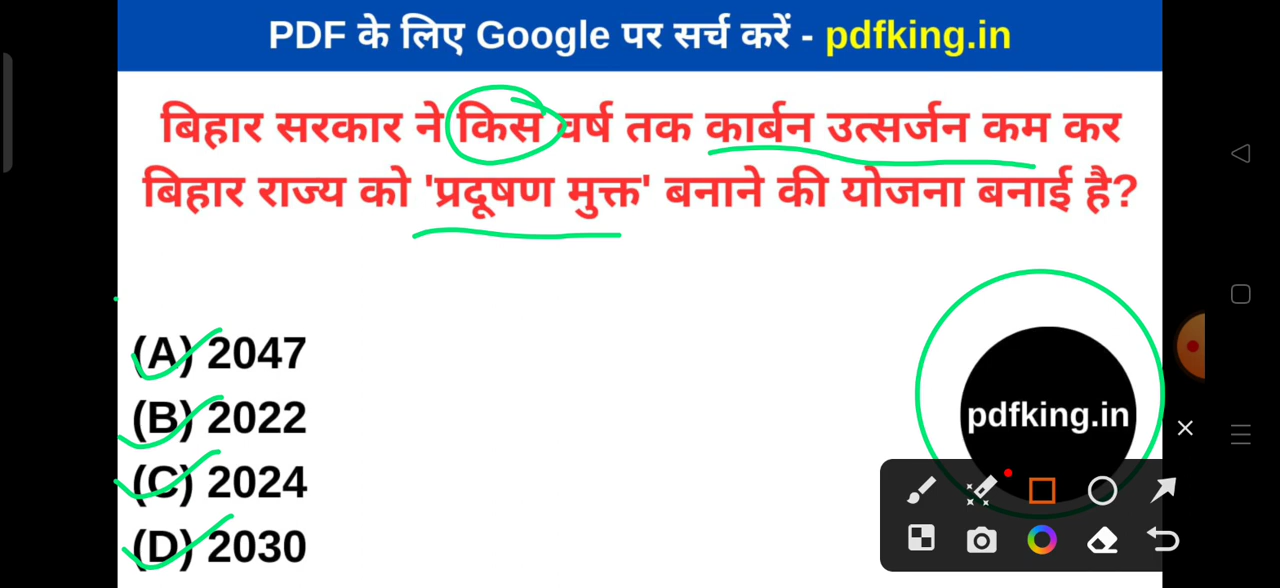 PDF के लिए Google पर सर्च करें - pdfking.in
बिहार सरकार ने किस वर्ष तक कार्बन उत्सर्जन कम कर
बिहार राज्य को 'प्रदूषण मुक्त' बनाने की योजना बनाई है?
(A) 2047
(B) 2022
(C) 2024
(D) 2030
pdfking.in